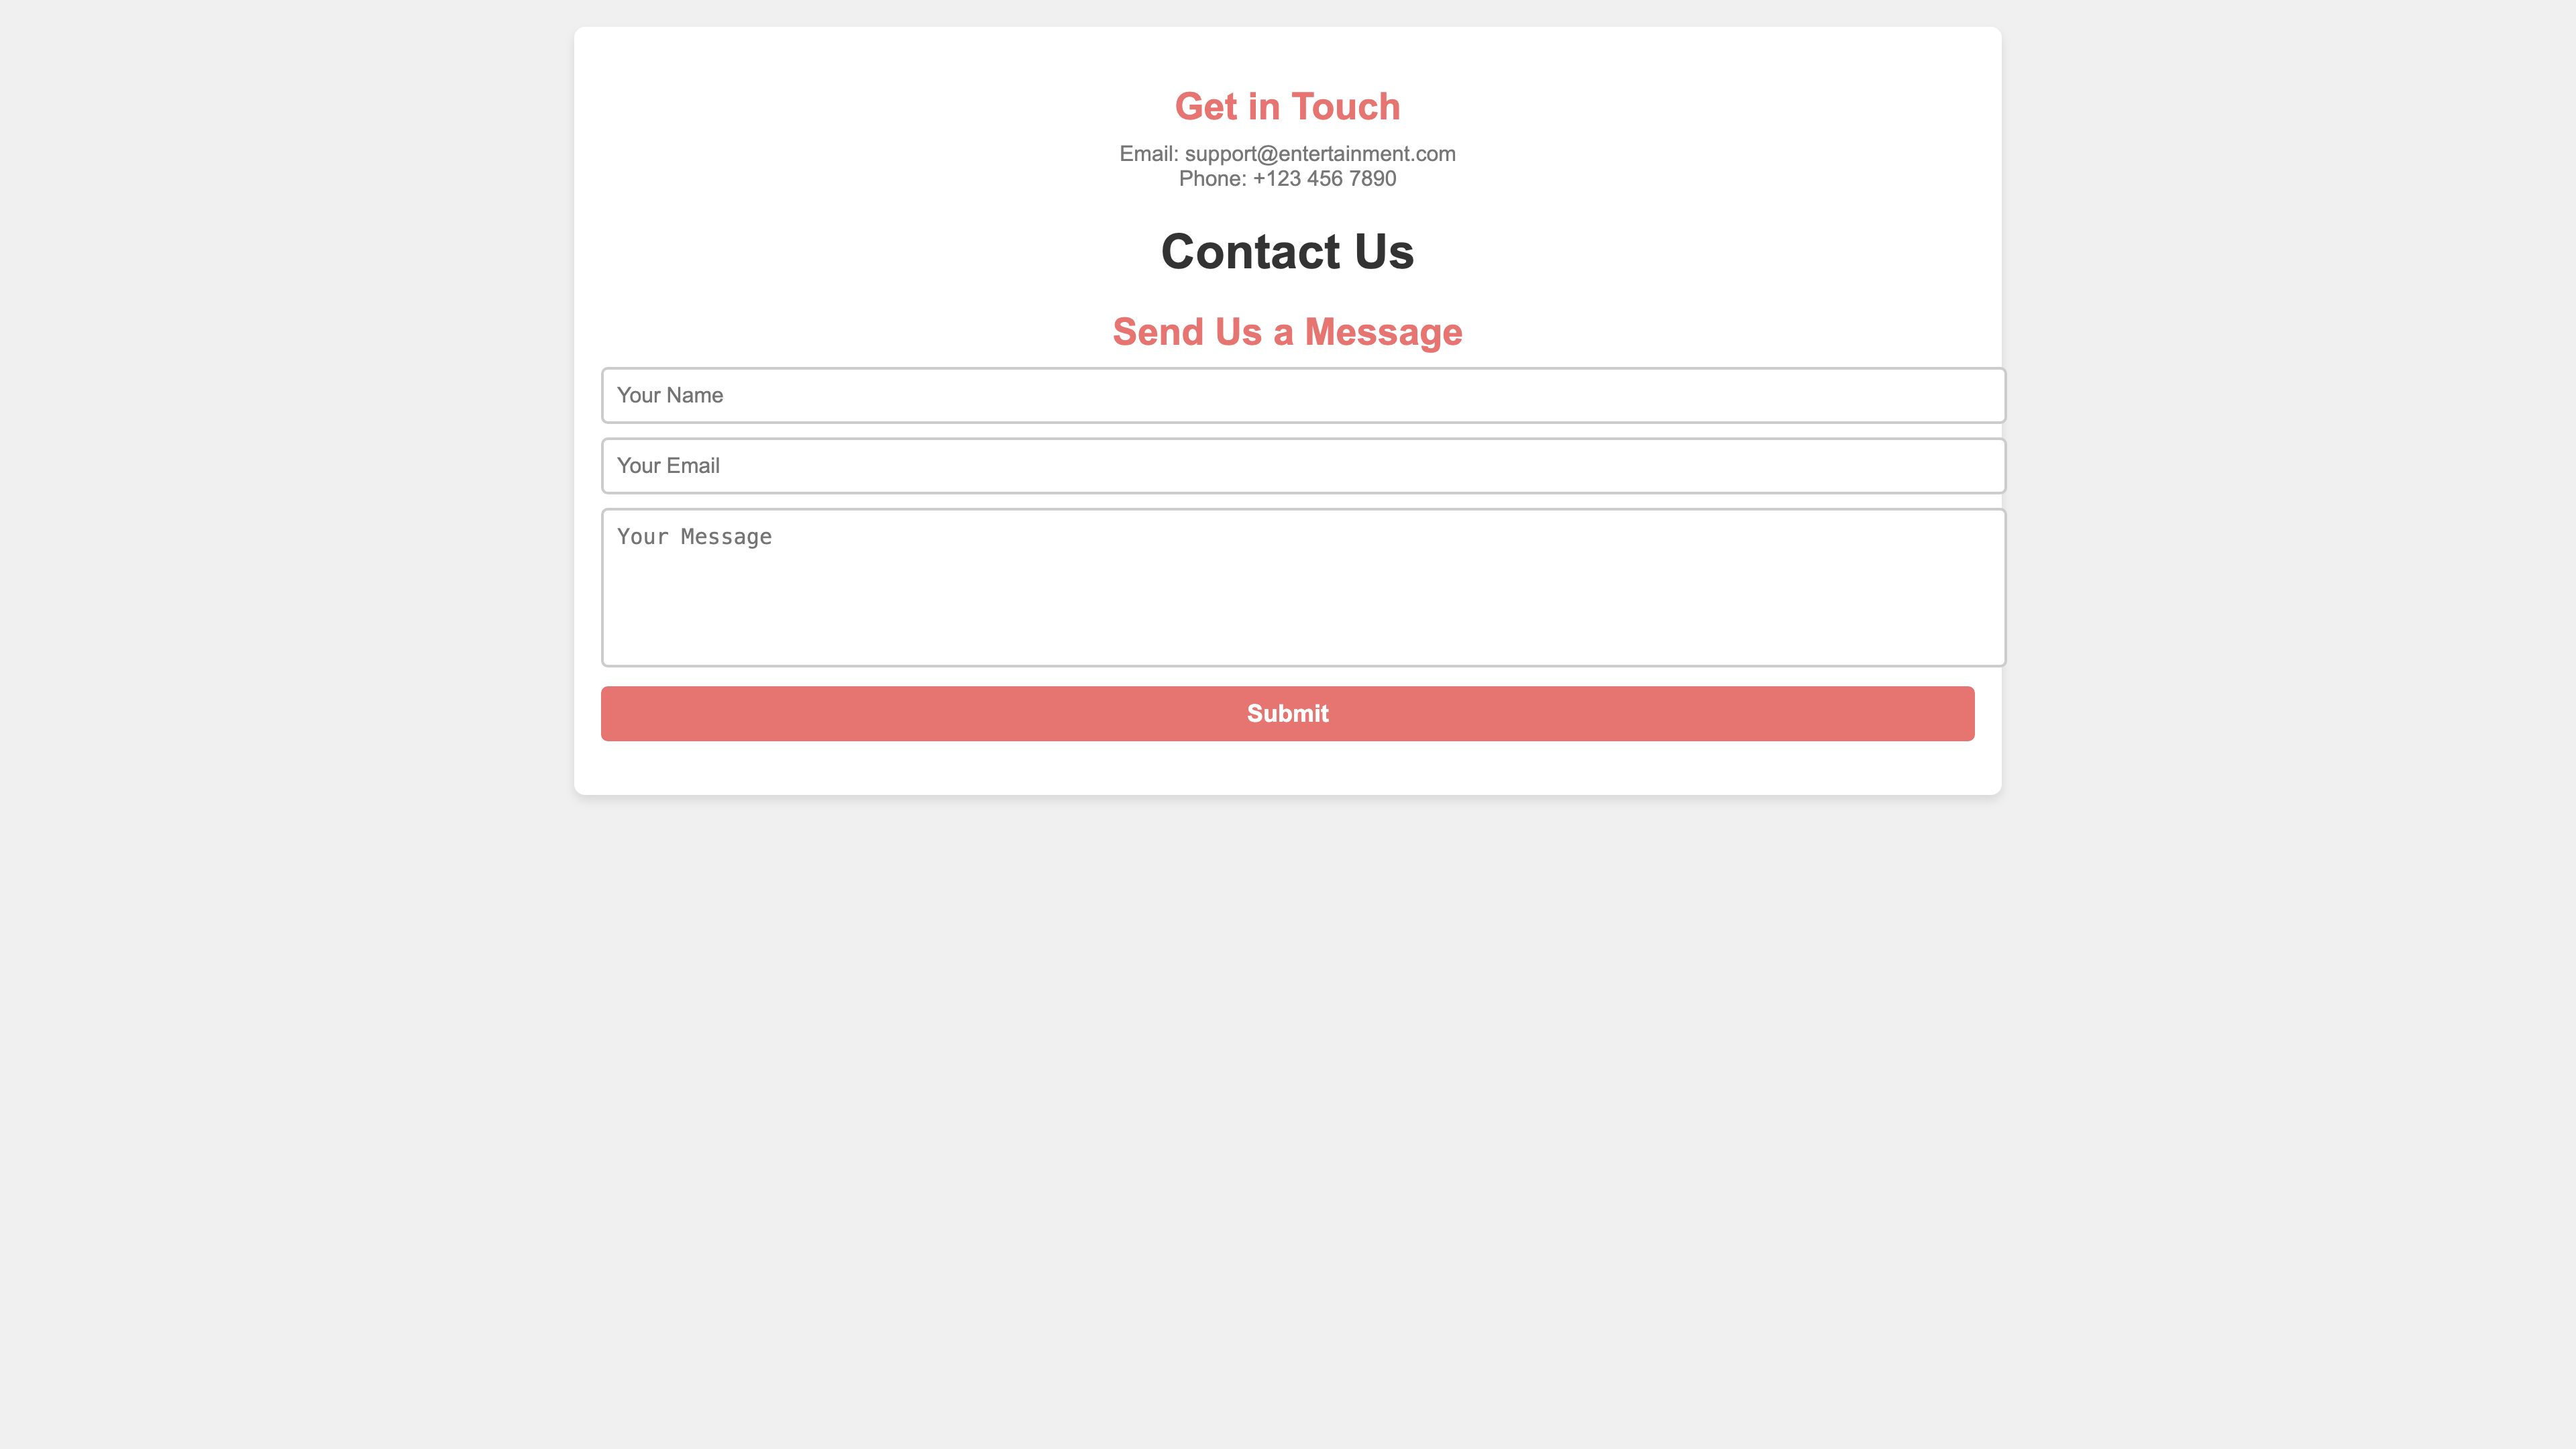 Get in Touch
Email: support@entertainment.com
Phone: +123 456 7890
Contact Us
Send Us a Message
Your Name
Your Email
Your Message
Submit